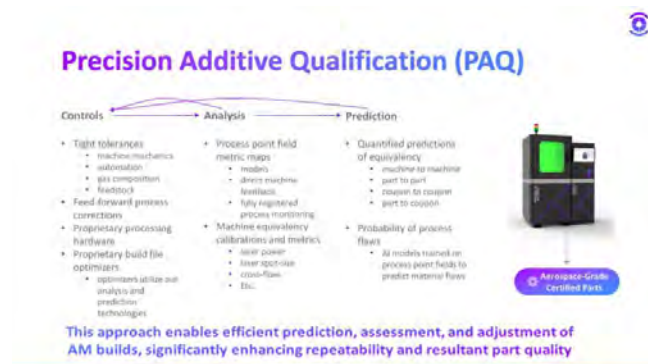 Precision Additive Qualification (PAQ)
Controls
Analysis
Prediction
• Tight tolerances
• machine mechanics
• automation
• gas composition
• feedstock
• Feed-forward process
corrections
• Proprietary processing
hardware
• Proprietary build file
optimizers
• optimizers utilize our
analysis and
prediction
technologies
• Process point field
metric maps
• models
• direct machine
feedback
• fully registered
process monitoring
• Machine equivalency
calibrations and metrics
• laser power
• laser spot-size
• cross-flow
• Etc.
• Quantified predictions
of equivalency
• machine to machine
• part to part
• coupon to coupon
• part to coupon
• Probability of process
flaws
• AI models trained on
process point fields to
predict material flaws
Aerospace-Grade
Certified Parts
This approach enables efficient prediction, assessment, and adjustment of
AM builds, significantly enhancing repeatability and resultant part quality